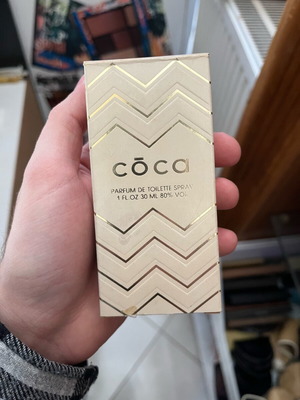 cōca
PARFUM DE TOILETTE SPRAY
1 FL.OZ 30 ML 80% VOL.